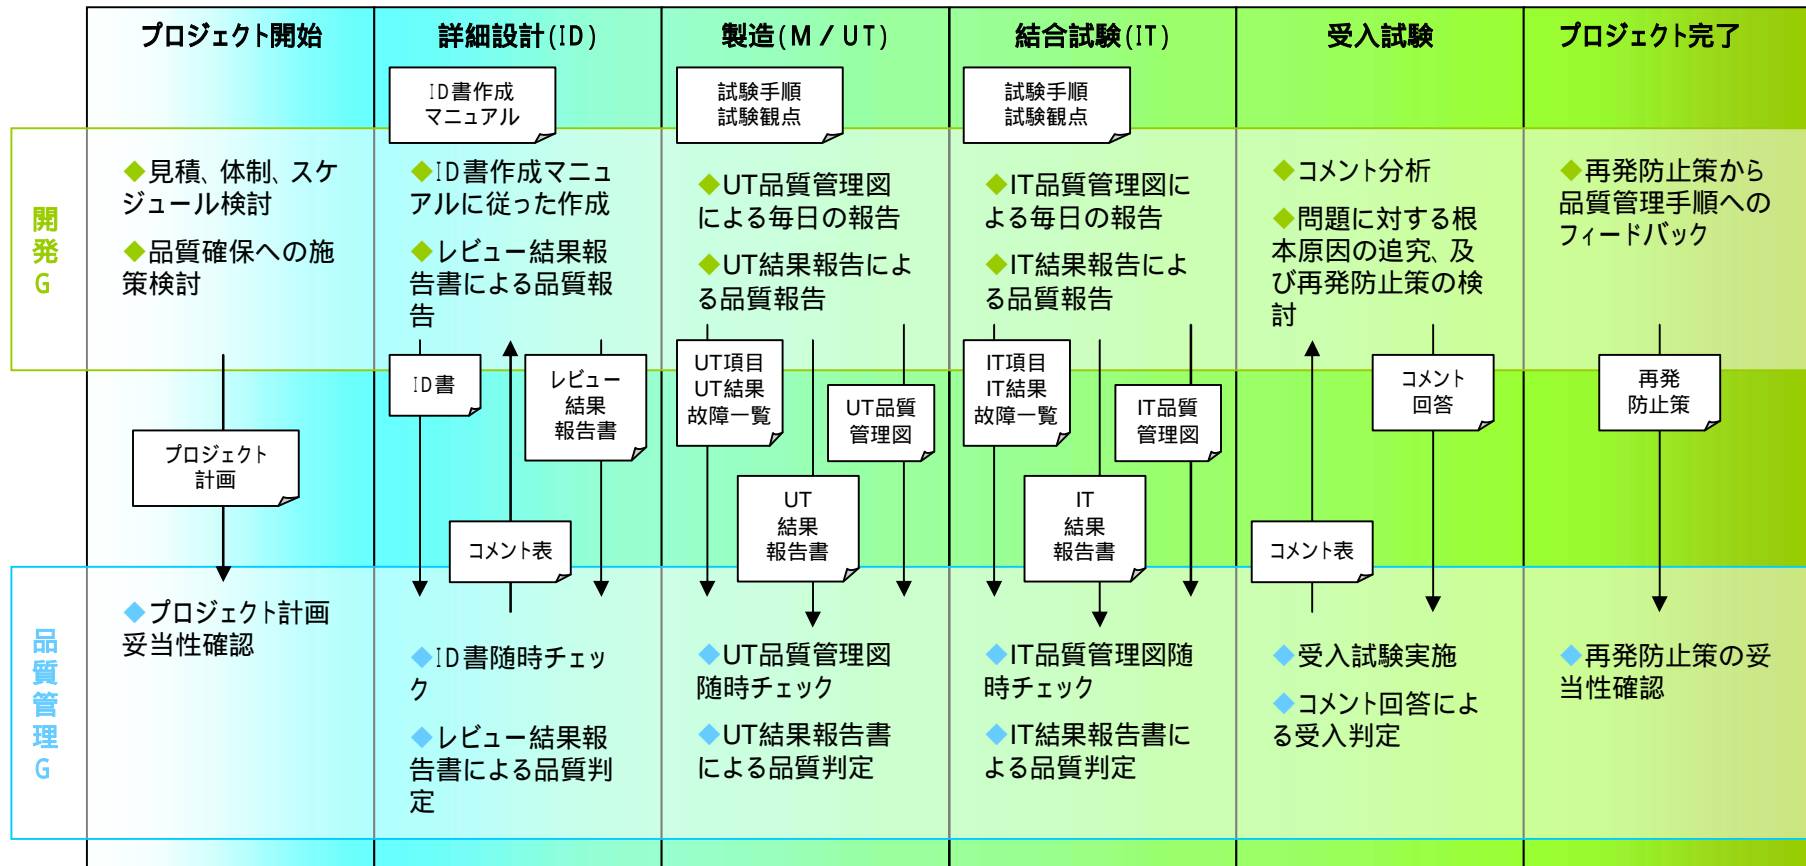 プロジェクト開始
詳細設計(ID)
製造(M/UT)
結合試験(IT)
受入試験
プロジェクト完了
ID書作成
マニュアル
試験手順
試験観点
試験手順
試験観点
開発G
◆見積、体制、スケ
ジュール検討
◆品質確保への施
策検討
◆ID書作成マニュ
アルに従った作成
◆レビュー結果報
告書による品質報
告
◆UT品質管理図
による毎日の報告
◆UT結果報告によ
る品質報告
◆IT品質管理図に
よる毎日の報告
◆IT結果報告によ
る品質報告
◆コメント分析
◆問題に対する根
本原因の追究、及
び再発防止策の検
討
◆再発防止策から
品質管理手順への
フィードバック
プロジェクト
計画
ID書
レビュー
結果
報告書
コメント表
UT項目
UT結果
故障一覧
UT品質
管理図
UT
結果
報告書
IT項目
IT結果
故障一覧
IT品質
管理図
IT
結果
報告書
コメント
回答
コメント表
再発
防止策
品質管理G
◆プロジェクト計画
妥当性確認
◆ID書随時チェッ
ク
◆レビュー結果報
告書による品質判
定
◆UT品質管理図
随時チェック
◆UT結果報告書
による品質判定
◆IT品質管理図随
時チェック
◆IT結果報告書に
よる品質判定
◆受入試験実施
◆コメント回答によ
る受入判定
◆再発防止策の妥
当性確認